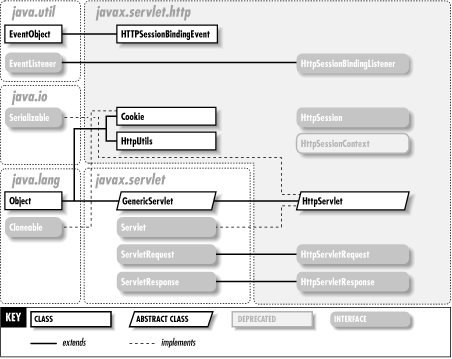 java.util
javax.servlet.http
EventObject
HTTPSessionBindingEvent
EventListener
HttpSessionBindingListener
java.io
Serializable
Cookie
HttpSession
HttpUtils
HttpSessionContext
java.lang
javax.servlet
Object
GenericServlet
HttpServlet
Cloneable
Servlet
ServletRequest
HttpServletRequest
ServletResponse
HttpServletResponse
KEY
CLASS
ABSTRACT CLASS
DEPRECATED
INTERFACE
extends
implements